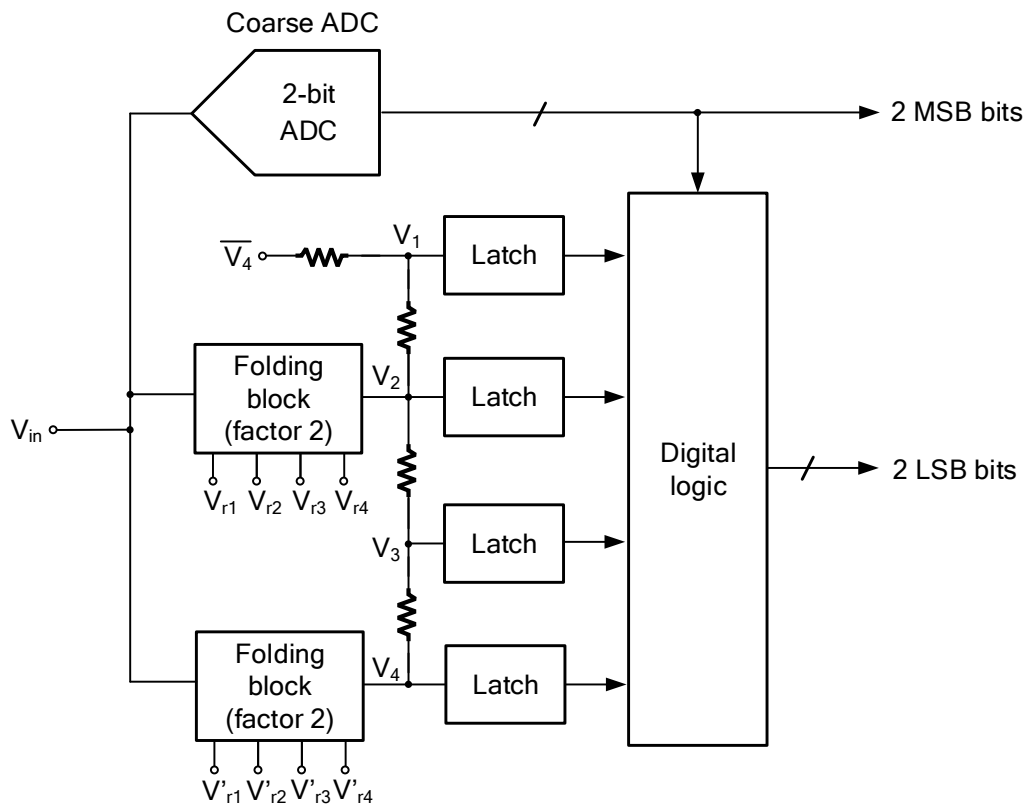 Coarse ADC
2-bit
ADC
2 MSB bits
V̅₄
V₁
Latch
Folding
block
(factor 2)
V₂
Latch
Vᵢₙ
Vᵣ₁ Vᵣ₂ Vᵣ₃ Vᵣ₄
Digital
logic
2 LSB bits
V₃
Latch
Folding
block
(factor 2)
V₄
Latch
V'ᵣ₁ V'ᵣ₂ V'ᵣ₃ V'ᵣ₄